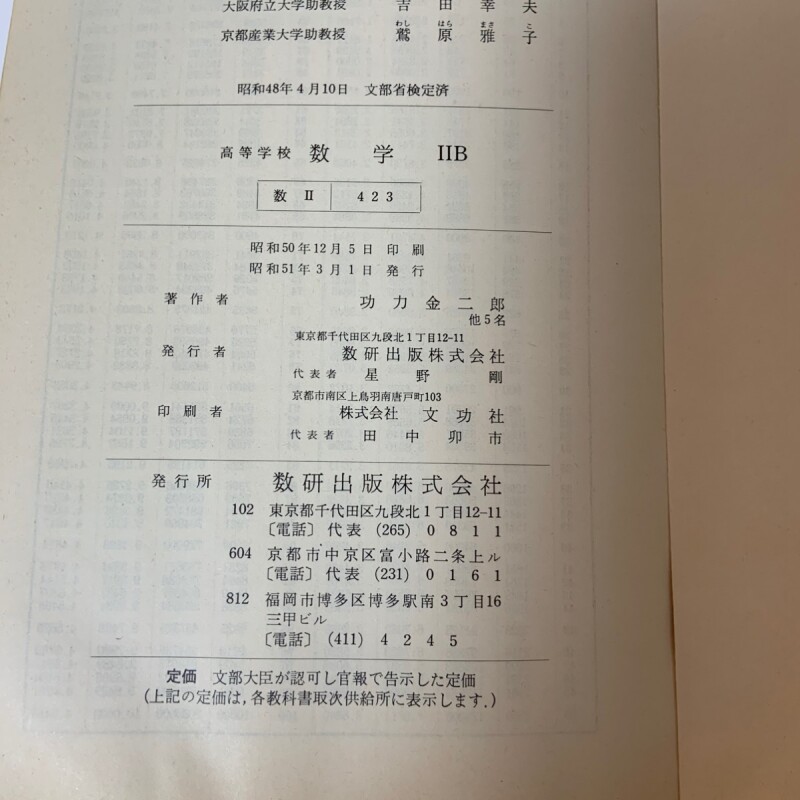 大阪府立大学助教授 吉田幸夫
わし はら まさ こ
京都産業大学助教授 鷲原雅子
昭和48年4月10日 文部省検定済
高等学校 数学 IIB
数 II 423
昭和50年12月5日 印刷
昭和51年3月1日 発行
著作者 功力金二郎
他5名
東京都千代田区九段北1丁目12-11
発行者 数研出版株式会社
代表者 星野剛
京都市南区上鳥羽南唐戸町103
印刷者 株式会社 文功社
代表者 田中卯市
発行所 数研出版株式会社
102 東京都千代田区九段北1丁目12-11
〔電話〕代表 (265) 0811
604 京都市中京区富小路二条上ル
〔電話〕代表 (231) 0161
812 福岡市博多区博多駅南3丁目16
三甲ビル
〔電話〕(411) 4245
定価 文部大臣が認可し官報で告示した定価
(上記の定価は,各教科書取次供給所に表示します.)